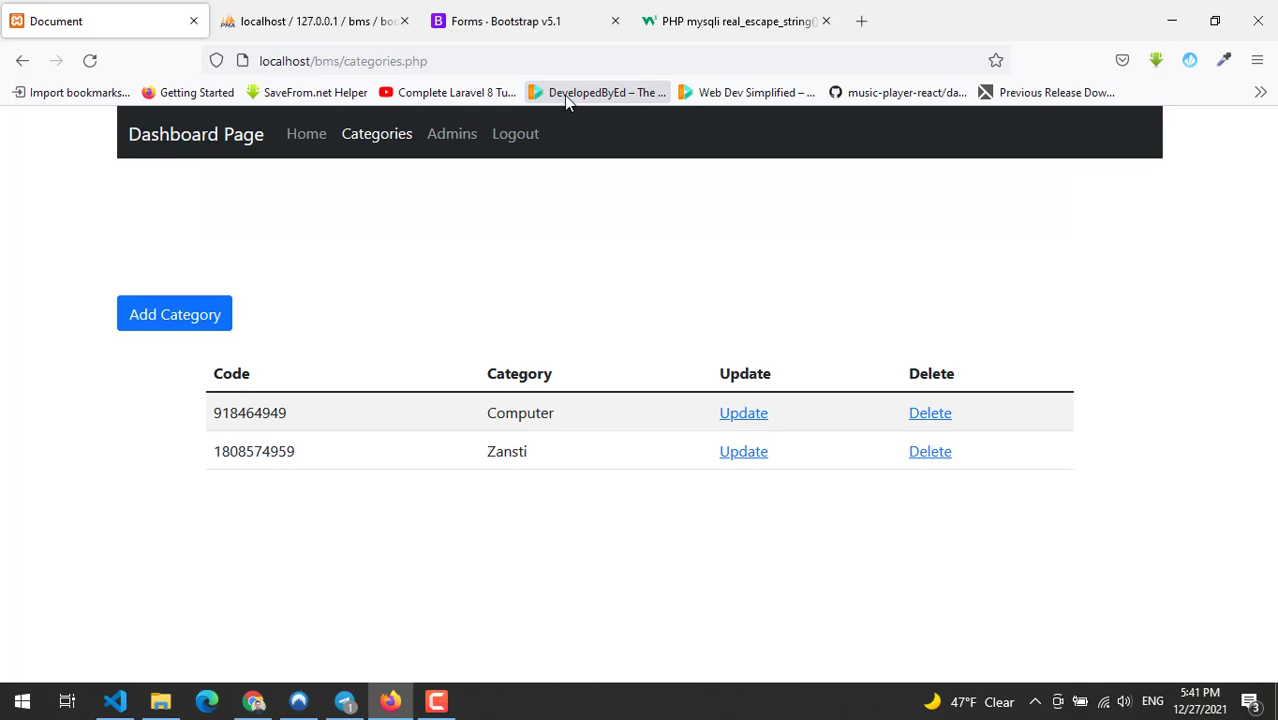 Document
localhost / 127.0.0.1 / bms / boo
Forms · Bootstrap v5.1
PHP mysqli real_escape_string()
localhost/bms/categories.php
Import bookmarks...
Getting Started
SaveFrom.net Helper
Complete Laravel 8 Tu...
DevelopedByEd – The ...
Web Dev Simplified – ...
music-player-react/da...
Previous Release Dow...
Dashboard Page Home Categories Admins Logout
Add Category
Code Category Update Delete
918464949 Computer Update Delete
1808574959 Zansti Update Delete
47°F Clear
ENG
5:41 PM
12/27/2021
3